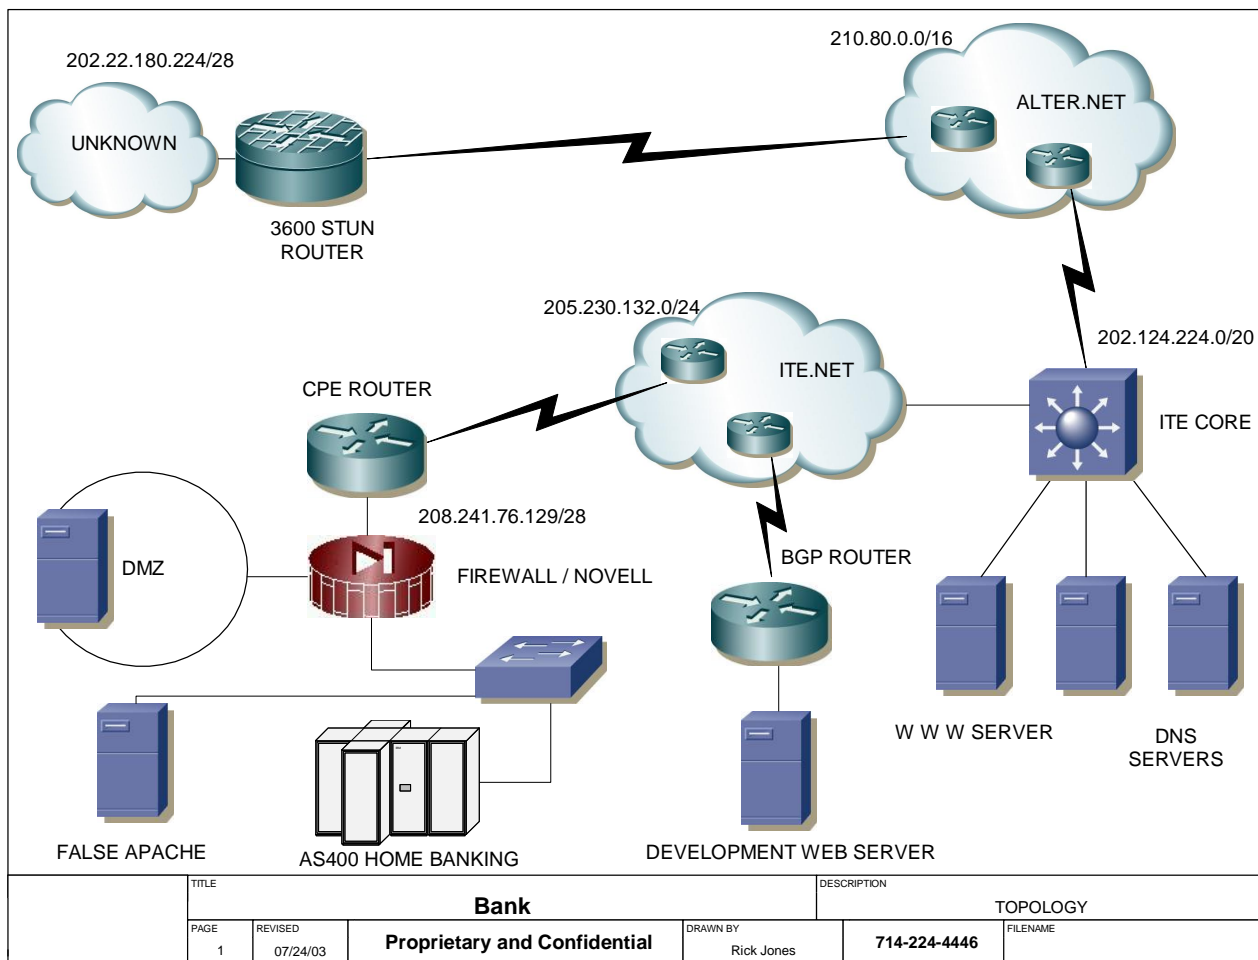 210.80.0.0/16
202.22.180.224/28
ALTER.NET
UNKNOWN
3600 STUN
ROUTER
205.230.132.0/24
202.124.224.0/20
ITE.NET
CPE ROUTER
ITE CORE
208.241.76.129/28
BGP ROUTER
DMZ
FIREWALL / NOVELL
W W W SERVER
DNS
SERVERS
FALSE APACHE
AS400 HOME BANKING
DEVELOPMENT WEB SERVER
TITLE
Bank
DESCRIPTION
TOPOLOGY
PAGE
1
REVISED
07/24/03
Proprietary and Confidential
DRAWN BY
Rick Jones
714-224-4446
FILENAME